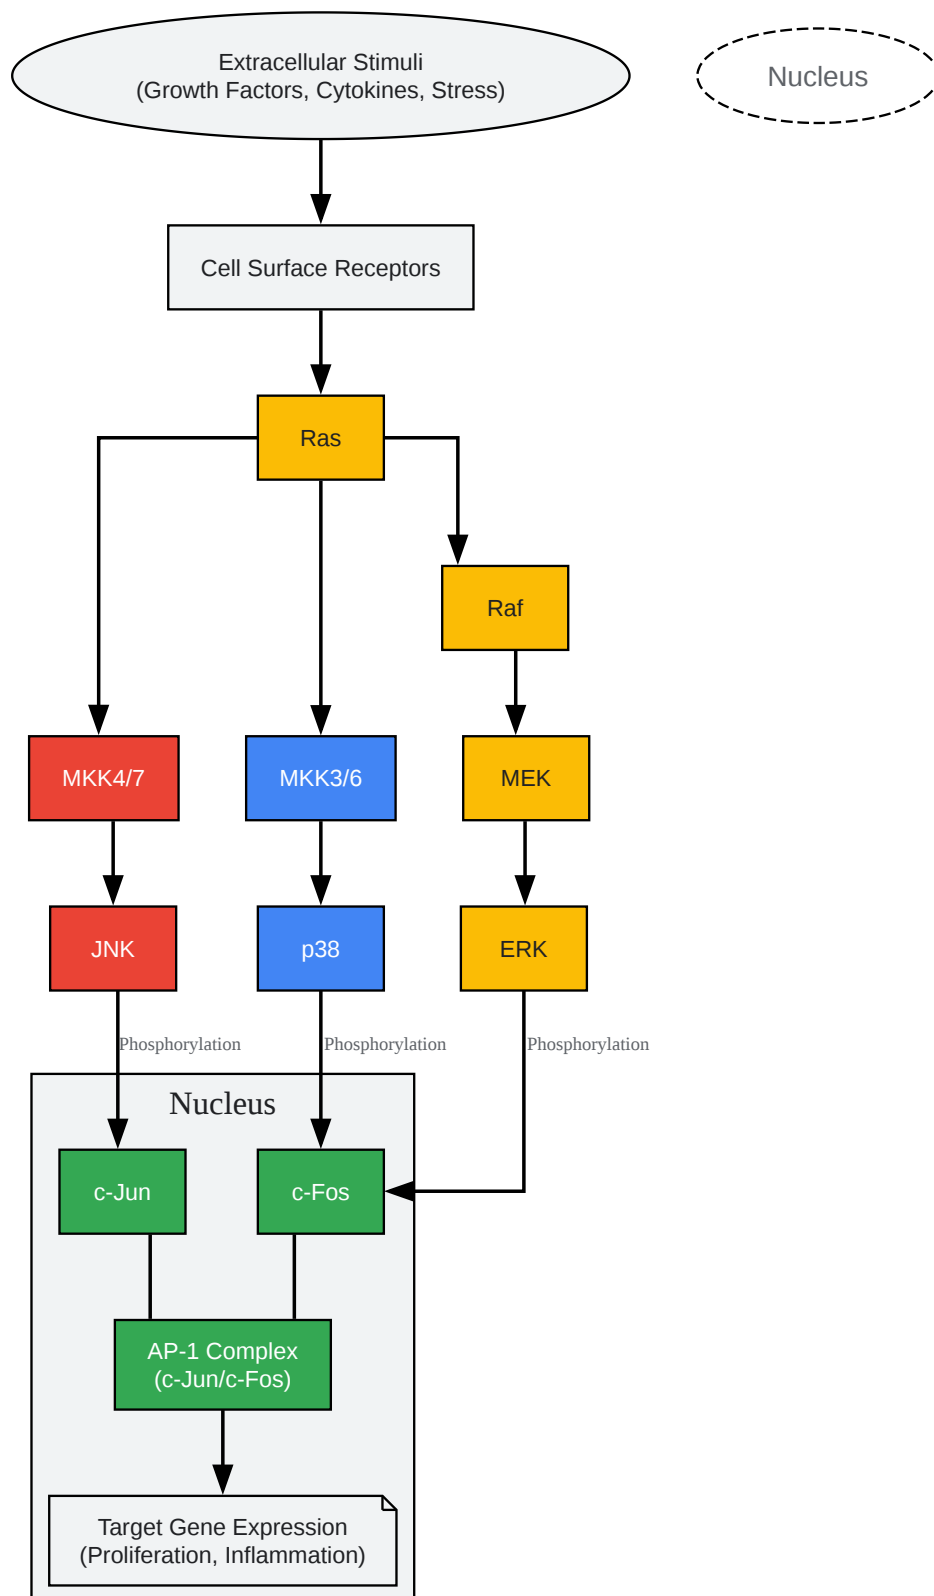 Extracellular Stimuli
(Growth Factors, Cytokines, Stress)
Nucleus
Cell Surface Receptors
Ras
Raf
MKK4/7
MKK3/6
MEK
JNK
p38
ERK
Phosphorylation
Phosphorylation
Phosphorylation
Nucleus
c-Jun
c-Fos
AP-1 Complex
(c-Jun/c-Fos)
Target Gene Expression
(Proliferation, Inflammation)